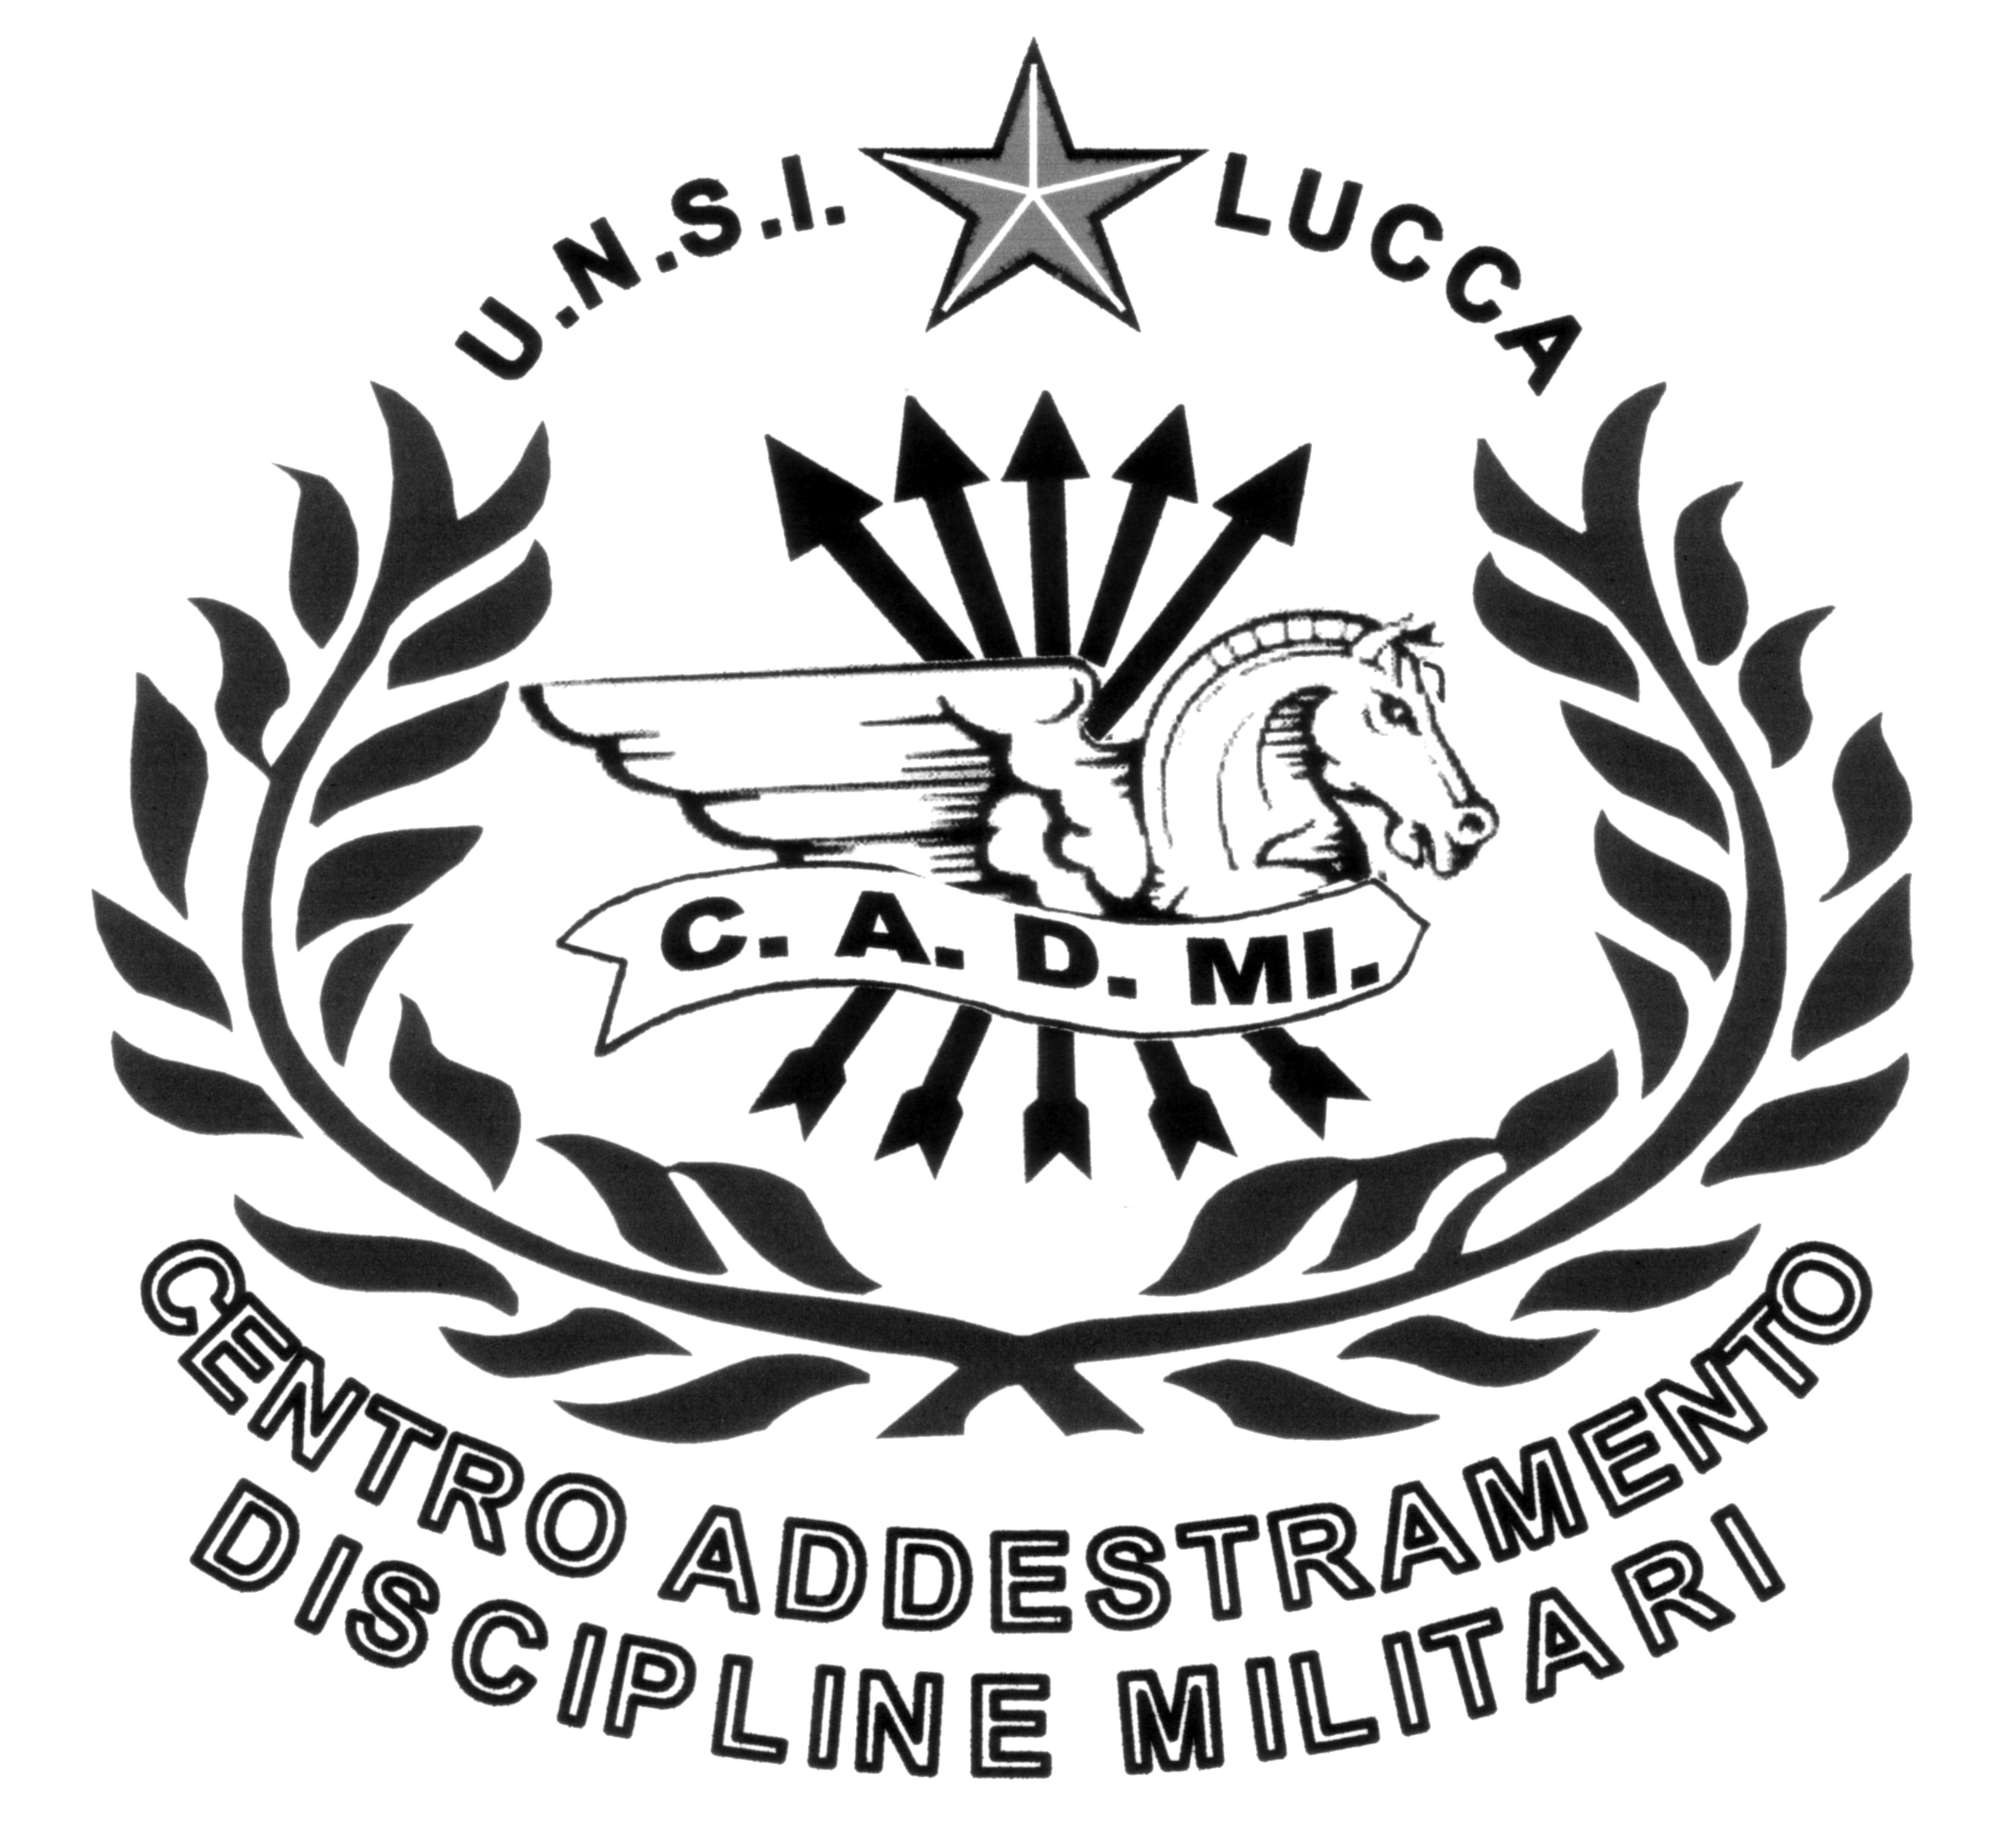 U.N.S.I. LUCCA
C. A. D. MI.
CENTRO ADDESTRAMENTO
DISCIPLINE MILITARI